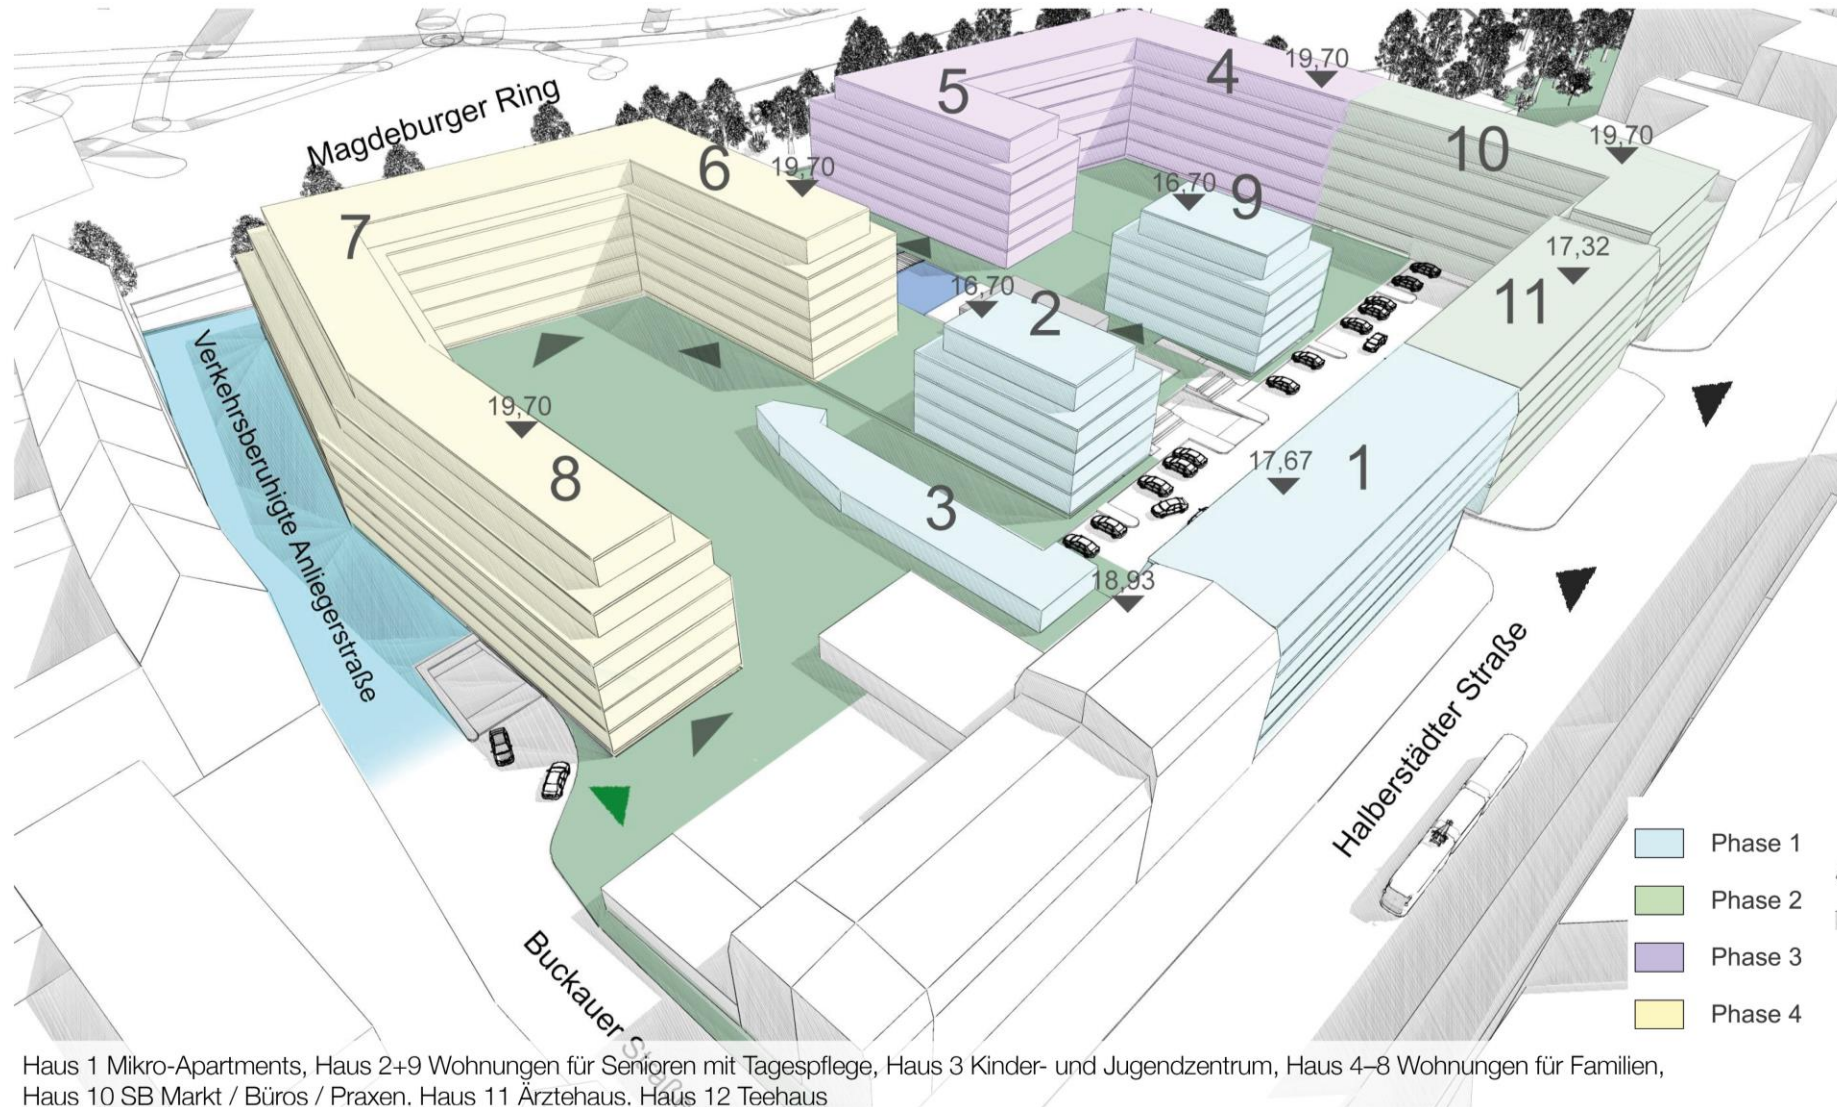 Magdeburger Ring
5
4
19,70
6
19,70
10
19,70
16,70
9
7
17,32
16,70
2
11
Verkehrsberuhigte Anliegerstraße
19,70
8
3
17,67
1
18,93
Halberstädter Straße
Buckauer Straße
Phase 1
Phase 2
Phase 3
Phase 4
Haus 1 Mikro-Apartments, Haus 2+9 Wohnungen für Senioren mit Tagespflege, Haus 3 Kinder- und Jugendzentrum, Haus 4–8 Wohnungen für Familien,
Haus 10 SB Markt / Büros / Praxen. Haus 11 Ärztehaus. Haus 12 Teehaus